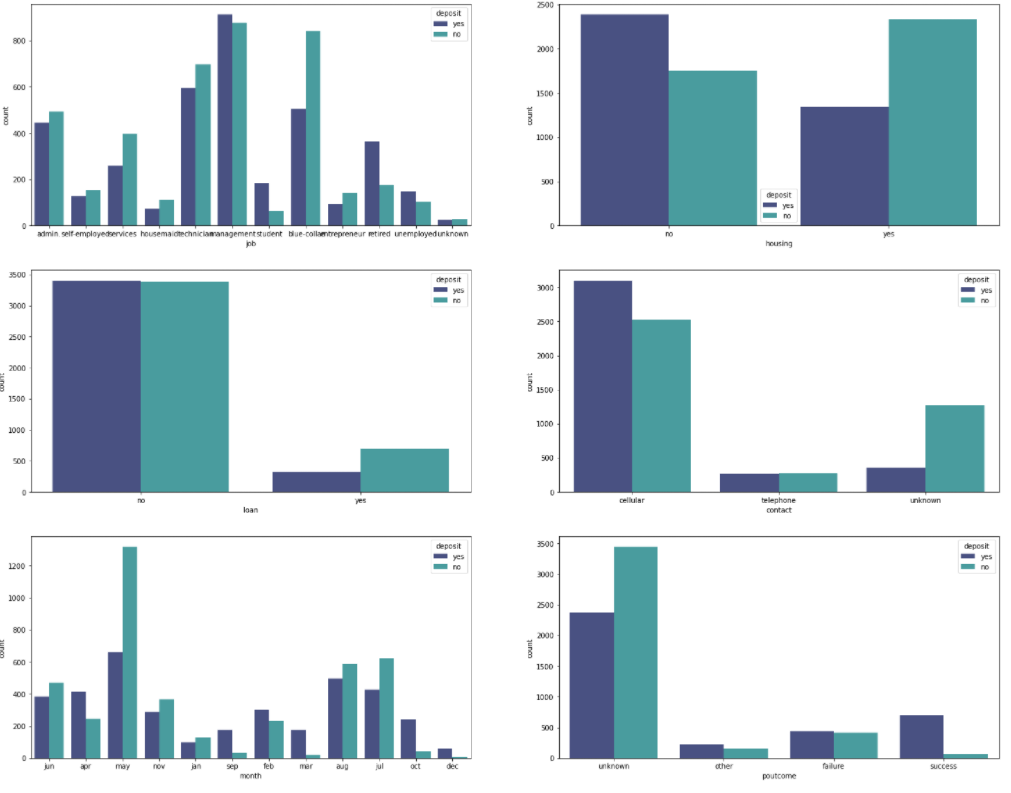 deposit
yes
no
800
600
400
200
0
count
admin self-employed services housemaid technician management student blue-collar entrepreneur retired unemployed unknown
job
2500
2000
1500
1000
500
0
count
deposit
yes
no
no yes
housing
3500
3000
2500
2000
1500
1000
500
0
count
deposit
yes
no
no yes
loan
3000
2500
2000
1500
1000
500
0
count
deposit
yes
no
cellular telephone unknown
contact
1200
1000
800
600
400
200
0
count
deposit
yes
no
jun apr may nov jan sep feb mar aug jul oct dec
month
3500
3000
2500
2000
1500
1000
500
0
count
deposit
yes
no
unknown other failure success
poutcome